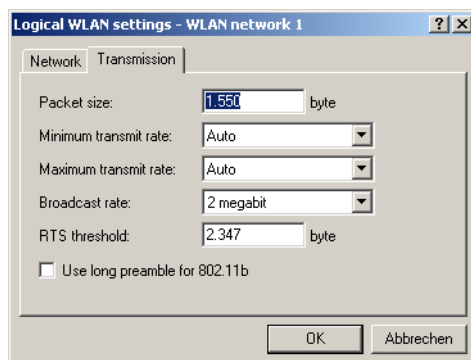 Logical WLAN settings - WLAN network 1
Network Transmission
Packet size: 1.550 byte
Minimum transmit rate: Auto
Maximum transmit rate: Auto
Broadcast rate: 2 megabit
RTS threshold: 2.347 byte
Use long preamble for 802.11b
OK Abbrechen